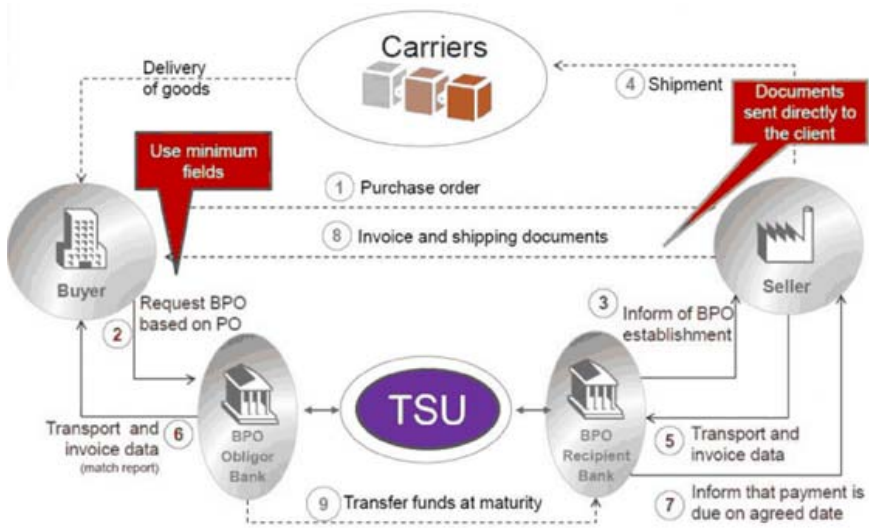 Carriers
Delivery
of goods
4 Shipment
Documents
sent directly to
the client
Use minimum
fields
1 Purchase order
8 Invoice and shipping documents
Buyer
Seller
2 Request BPO
based on PO
3 Inform of BPO
establishment
TSU
BPO
Obligor
Bank
BPO
Recipient
Bank
6 Transport and
invoice data
(match report)
5 Transport and
invoice data
9 Transfer funds at maturity
7 Inform that payment is
due on agreed date